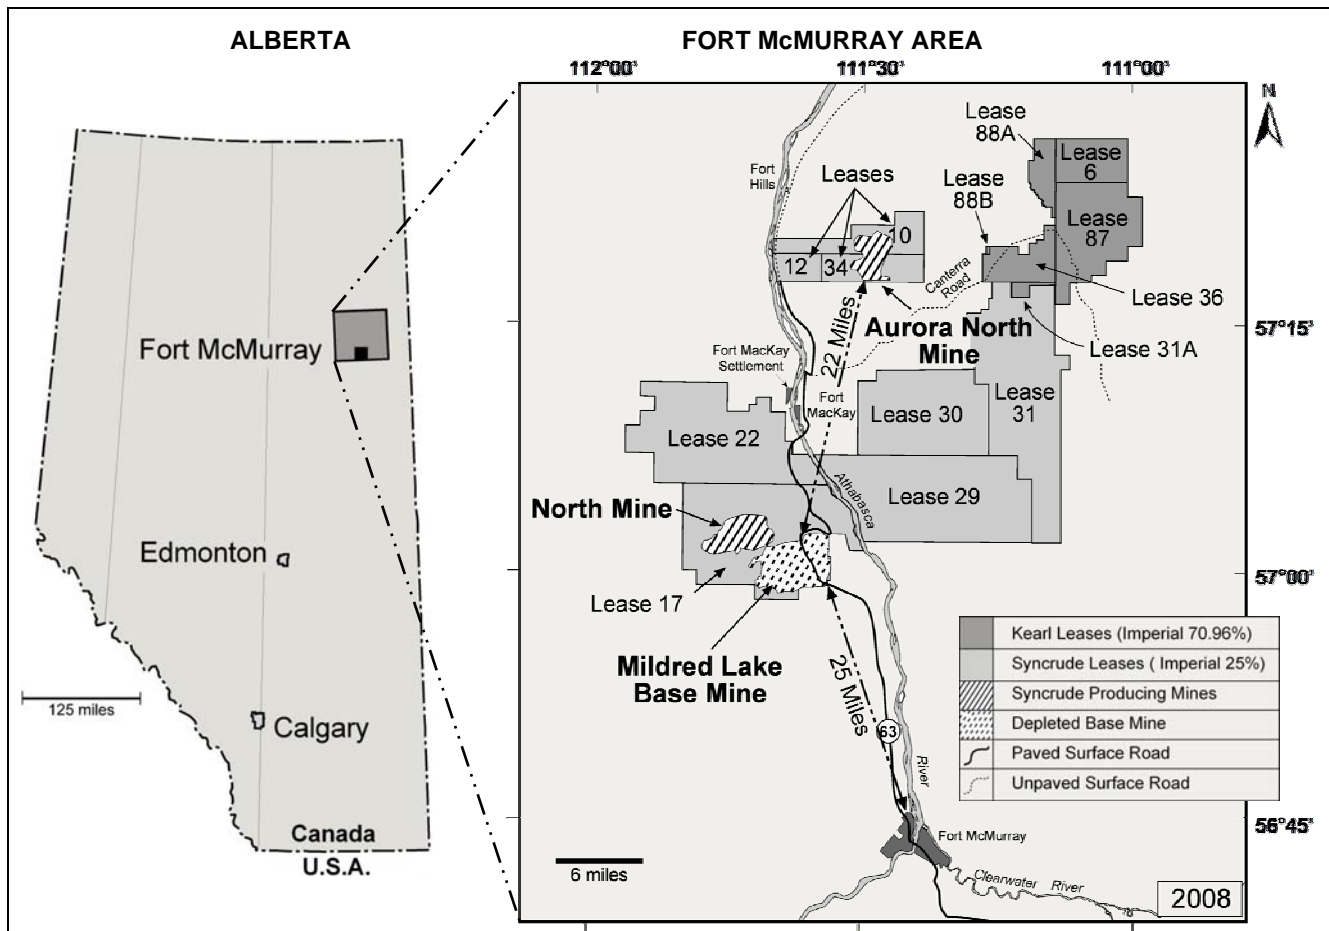 ALBERTA
FORT McMURRAY AREA
112°00'
111°30'
111°00'
N
Lease
88A
Lease
6
Fort
Hills
Leases
Lease
88B
10
Lease
87
12
34
Canterra
Road
Lease 36
Aurora North
Mine
22 Miles
57°15'
Lease 31A
Fort McMurray
Fort MacKay
Settlement
Fort
MacKay
Lease
31
Lease 30
Lease 22
Athabasca
Lease 29
North Mine
Edmonton
57°00'
Lease 17
Mildred Lake
Base Mine
25 Miles
Kearl Leases (Imperial 70.96%)
Syncrude Leases ( Imperial 25%)
Syncrude Producing Mines
Depleted Base Mine
Paved Surface Road
Unpaved Surface Road
125 miles
Calgary
63
River
56°45'
Canada
U.S.A.
Fort McMurray
6 miles
Clearwater River
2008